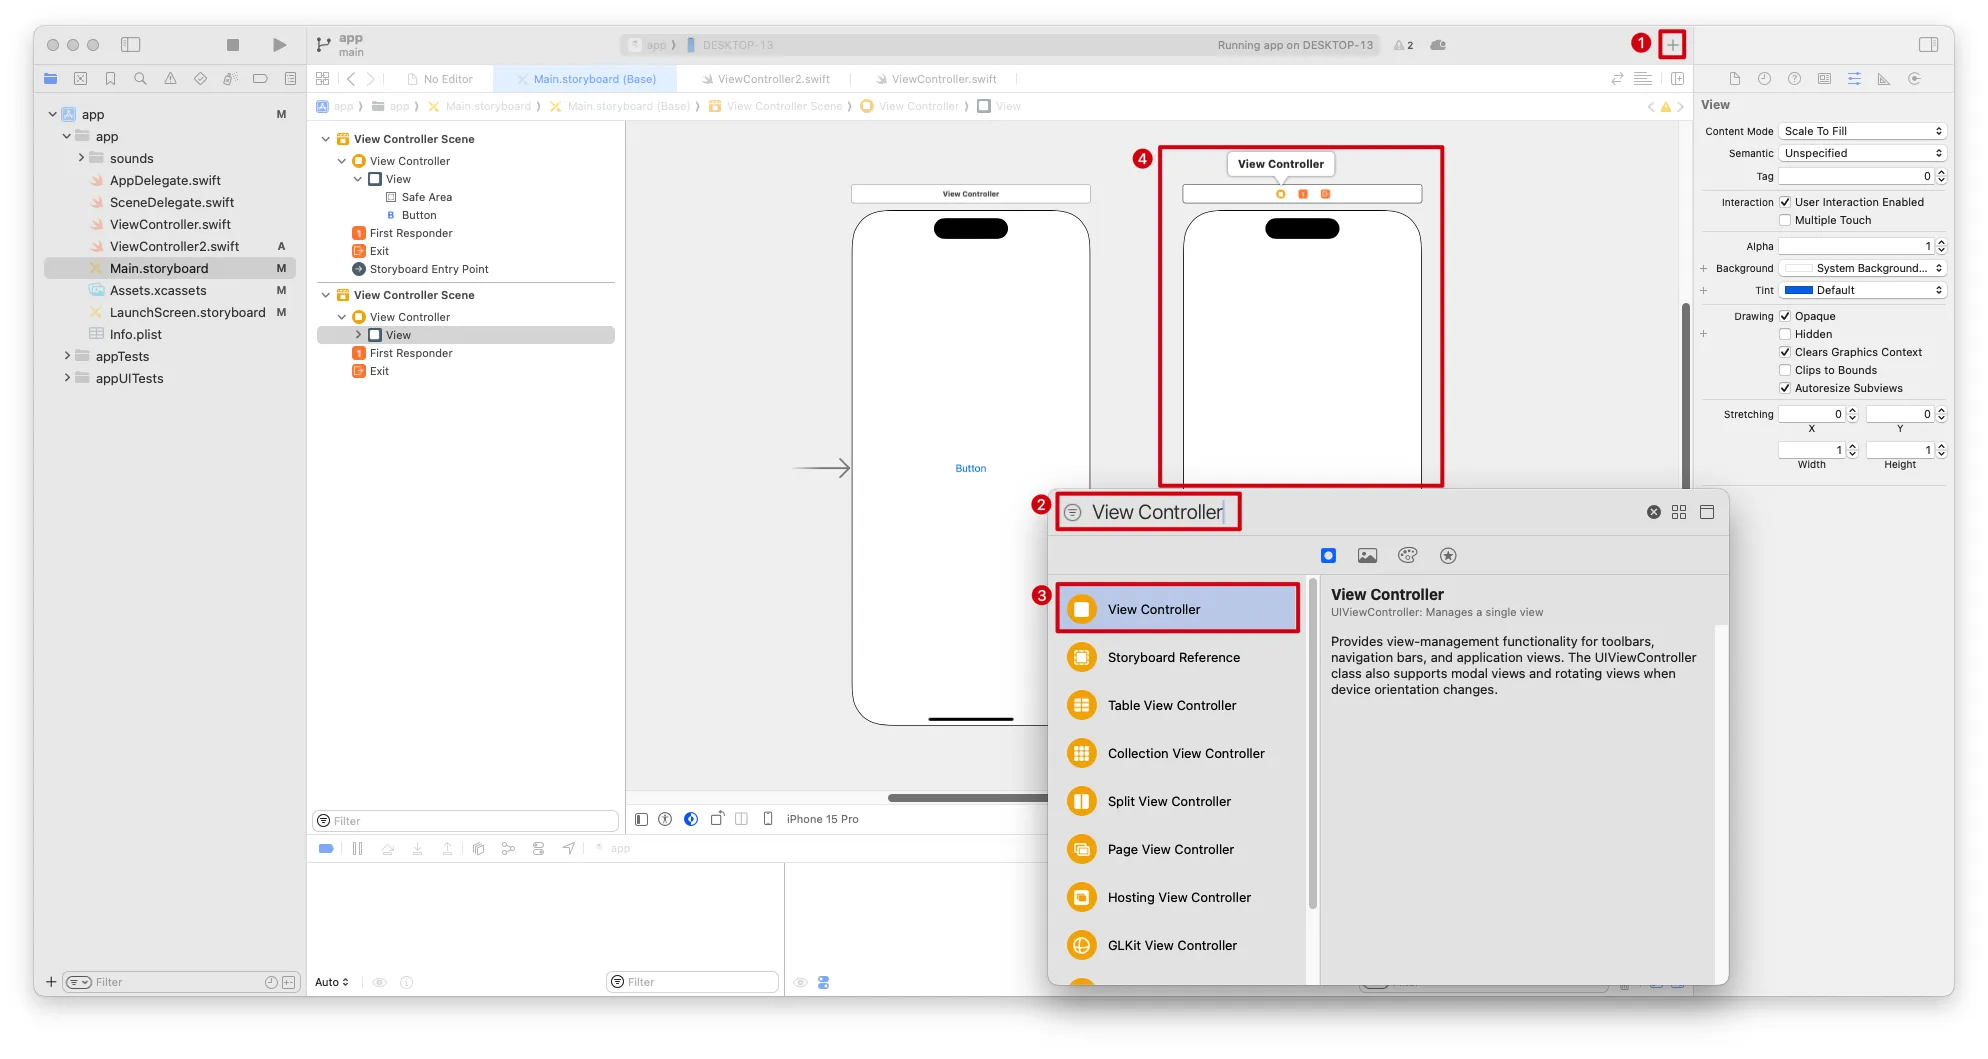 app
main
app
DESKTOP-13
Running app on DESKTOP-13
2
1
No Editor
Main.storyboard (Base)
ViewController2.swift
ViewController.swift
app
app
Main.storyboard
Main.storyboard (Base)
View Controller Scene
View Controller
View
app M
app
sounds
AppDelegate.swift
SceneDelegate.swift
ViewController.swift
ViewController2.swift A
Main.storyboard M
Assets.xcassets M
LaunchScreen.storyboard M
Info.plist
appTests
appUITests
Filter
View Controller Scene
View Controller
View
Safe Area
B Button
1 First Responder
Exit
Storyboard Entry Point
View Controller Scene
View Controller
View
1 First Responder
Exit
Filter
View Controller
Button
4
View Controller
1
iPhone 15 Pro
app
Auto
Filter
2
View Controller
3
View Controller
Storyboard Reference
Table View Controller
Collection View Controller
Split View Controller
Page View Controller
Hosting View Controller
GLKit View Controller
View Controller
UIViewController: Manages a single view
Provides view-management functionality for toolbars,
navigation bars, and application views. The UIViewController
class also supports modal views and rotating views when
device orientation changes.
View
Content Mode Scale To Fill
Semantic Unspecified
Tag 0
Interaction User Interaction Enabled
Multiple Touch
Alpha 1
Background System Background...
Tint Default
Drawing Opaque
Hidden
Clears Graphics Context
Clips to Bounds
Autoresize Subviews
Stretching 0 0
X Y
1 1
Width Height